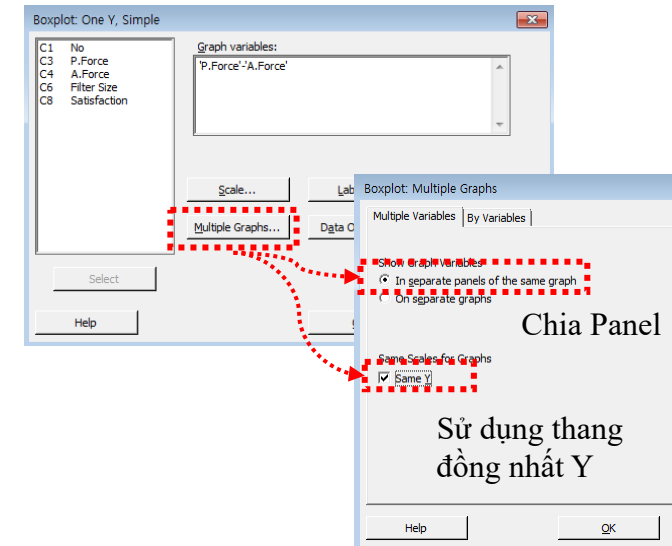 Boxplot: One Y, Simple
C1 No
C3 P.Force
C4 A.Force
C6 Filter Size
C8 Satisfaction
Graph variables:
'P.Force'-'A.Force'
Scale...
Multiple Graphs...
Select
Help
Boxplot: Multiple Graphs
Multiple Variables
By Variables
Show Graph Variables
In separate panels of the same graph
On separate graphs
Chia Panel
Same Scales for Graphs
Same Y
Sử dụng thang
đồng nhất Y
Help
OK